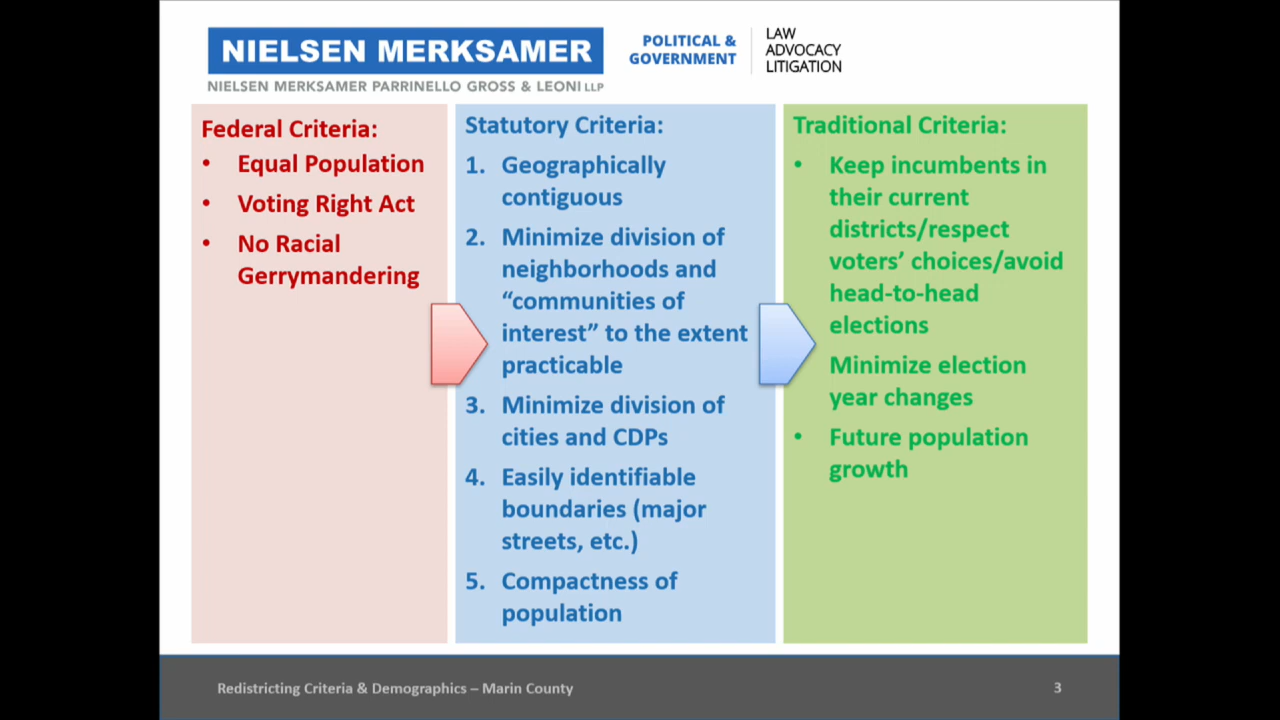 NIELSEN MERKSAMER
NIELSEN MERKSAMER PARRINELLO GROSS & LEONI LLP
POLITICAL &
GOVERNMENT
LAW
ADVOCACY
LITIGATION
Federal Criteria:
• Equal Population
• Voting Right Act
• No Racial
Gerrymandering
Statutory Criteria:
1. Geographically
contiguous
2. Minimize division of
neighborhoods and
“communities of
interest” to the extent
practicable
3. Minimize division of
cities and CDPs
4. Easily identifiable
boundaries (major
streets, etc.)
5. Compactness of
population
Traditional Criteria:
• Keep incumbents in
their current
districts/respect
voters’ choices/avoid
head-to-head
elections
Minimize election
year changes
• Future population
growth
Redistricting Criteria & Demographics – Marin County
3